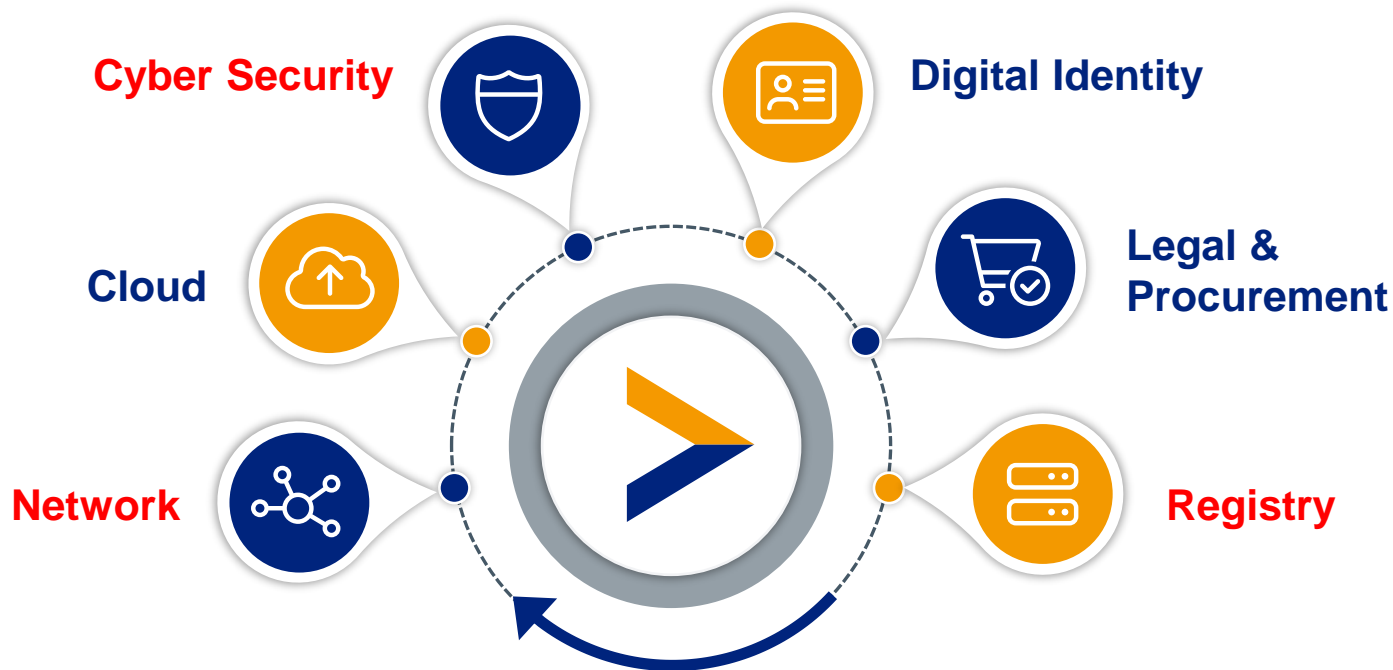 Cyber Security
Digital Identity
Cloud
Legal &
Procurement
Network
Registry